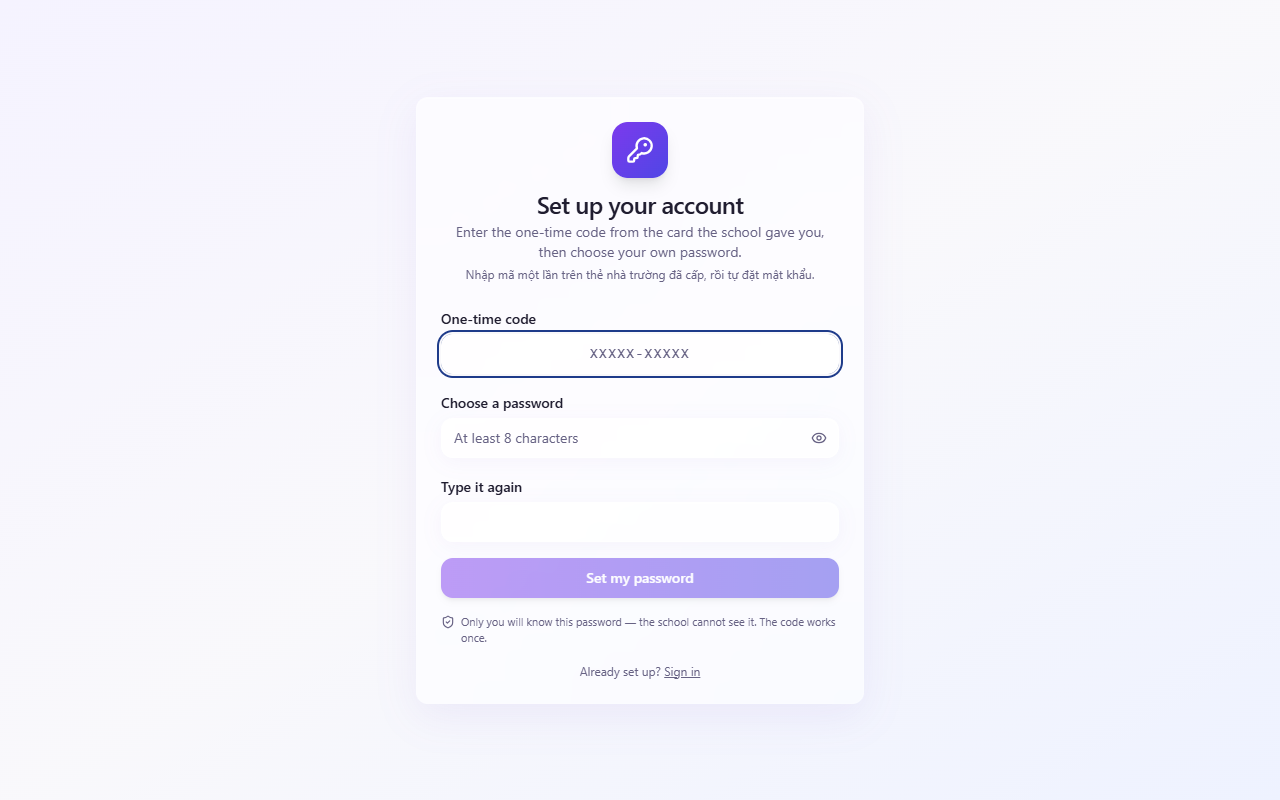 Set up your account
Enter the one-time code from the card the school gave you,
then choose your own password.
Nhập mã một lần trên thẻ nhà trường đã cấp, rồi tự đặt mật khẩu.
One-time code
XXXXX-XXXXX
Choose a password
At least 8 characters
Type it again
Set my password
Only you will know this password — the school cannot see it. The code works
once.
Already set up? Sign in